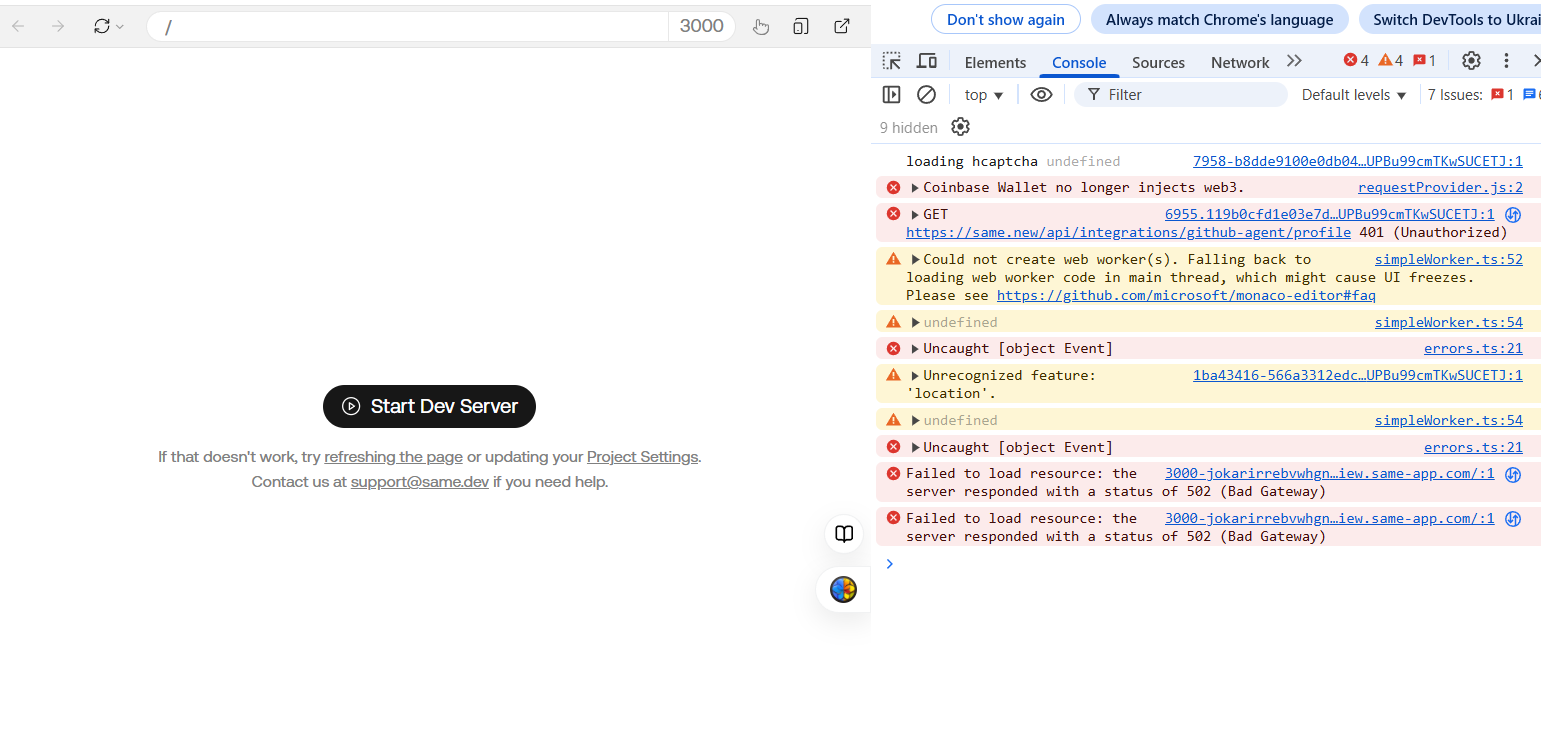 /
3000
Start Dev Server
If that doesn't work, try refreshing the page or updating your Project Settings.
Contact us at support@same.dev if you need help.
Don't show again
Always match Chrome's language
Switch DevTools to Ukrai
Elements
Console
Sources
Network
4
4
1
top
Filter
Default levels
7 Issues:
1
6
9 hidden
loading hcaptcha undefined 7958-b8dde9100e0db04…UPBu99cmTKwSUCETJ:1
Coinbase Wallet no longer injects web3. requestProvider.js:2
GET 6955.119b0cfd1e03e7d…UPBu99cmTKwSUCETJ:1
https://same.new/api/integrations/github-agent/profile 401 (Unauthorized)
Could not create web worker(s). Falling back to simpleWorker.ts:52
loading web worker code in main thread, which might cause UI freezes.
Please see https://github.com/microsoft/monaco-editor#faq
undefined simpleWorker.ts:54
Uncaught [object Event] errors.ts:21
Unrecognized feature: 1ba43416-566a3312edc…UPBu99cmTKwSUCETJ:1
'location'.
undefined simpleWorker.ts:54
Uncaught [object Event] errors.ts:21
Failed to load resource: the 3000-jokarirrebvwhgn…iew.same-app.com/:1
server responded with a status of 502 (Bad Gateway)
Failed to load resource: the 3000-jokarirrebvwhgn…iew.same-app.com/:1
server responded with a status of 502 (Bad Gateway)